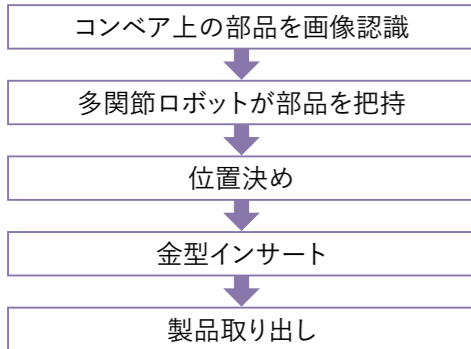 コンベア上の部品を画像認識
多関節ロボットが部品を把持
位置決め
金型インサート
製品取り出し